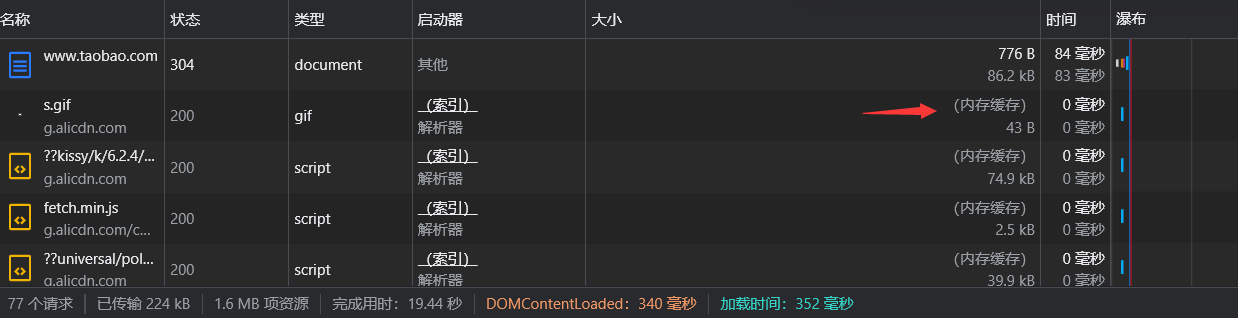 名称 状态 类型 启动器 大小 时间 瀑布
www.taobao.com 304 document 其他 776 B 84 毫秒
86.2 kB 83 毫秒
s.gif 200 gif （索引） (内存缓存) 0 毫秒
g.alicdn.com 解析器 43 B 0 毫秒
??kissy/k/6.2.4/... 200 script （索引） (内存缓存) 0 毫秒
g.alicdn.com 解析器 74.9 kB 0 毫秒
fetch.min.js 200 script （索引） (内存缓存) 0 毫秒
g.alicdn.com/c... 解析器 2.5 kB 0 毫秒
??universal/pol... 200 script （索引） (内存缓存) 0 毫秒
g.alicdn.com 解析器 39.9 kB 0 毫秒
77 个请求 已传输 224 kB 1.6 MB 项资源 完成用时：19.44 秒 DOMContentLoaded：340 毫秒 加载时间：352 毫秒